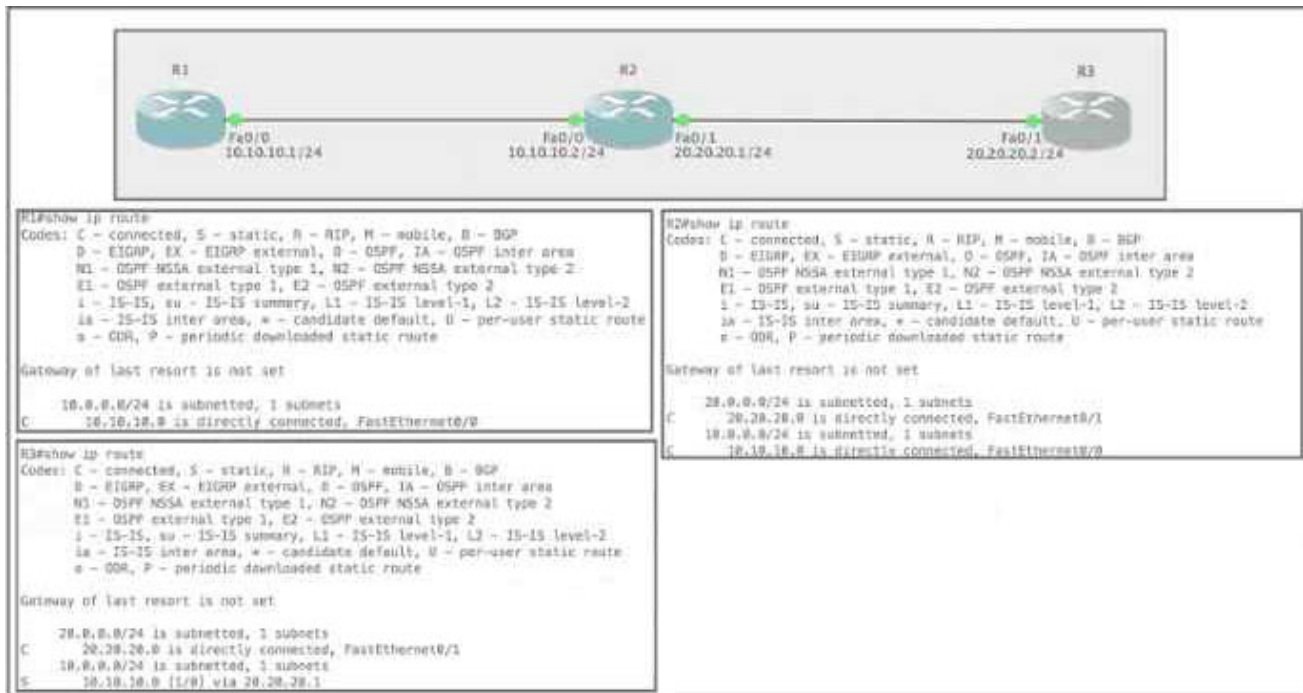 R1
R2
R3
Fa0/0
10.10.10.1/24
Fa0/0
10.10.10.2/24
Fa0/1
20.20.20.1/24
Fa0/1
20.20.20.2/24
R1#show ip route
Codes: C - connected, S - static, R - RIP, M - mobile, B - BGP
D - EIGRP, EX - EIGRP external, O - OSPF, IA - OSPF inter area
N1 - OSPF NSSA external type 1, N2 - OSPF NSSA external type 2
E1 - OSPF external type 1, E2 - OSPF external type 2
i - IS-IS, su - IS-IS summary, L1 - IS-IS level-1, L2 - IS-IS level-2
ia - IS-IS inter area, * - candidate default, U - per-user static route
o - ODR, P - periodic downloaded static route
Gateway of last resort is not set
10.0.0.0/24 is subnetted, 1 subnets
C 10.10.10.0 is directly connected, FastEthernet0/0
R2#show ip route
Codes: C - connected, S - static, R - RIP, M - mobile, B - BGP
D - EIGRP, EX - EIGRP external, O - OSPF, IA - OSPF inter area
N1 - OSPF NSSA external type 1, N2 - OSPF NSSA external type 2
E1 - OSPF external type 1, E2 - OSPF external type 2
i - IS-IS, su - IS-IS summary, L1 - IS-IS level-1, L2 - IS-IS level-2
ia - IS-IS inter area, * - candidate default, U - per-user static route
o - ODR, P - periodic downloaded static route
Gateway of last resort is not set
20.0.0.0/24 is subnetted, 1 subnets
C 20.20.20.0 is directly connected, FastEthernet0/1
10.0.0.0/24 is subnetted, 1 subnets
C 10.10.10.0 is directly connected, FastEthernet0/0
R3#show ip route
Codes: C - connected, S - static, R - RIP, M - mobile, B - BGP
D - EIGRP, EX - EIGRP external, O - OSPF, IA - OSPF inter area
N1 - OSPF NSSA external type 1, N2 - OSPF NSSA external type 2
E1 - OSPF external type 1, E2 - OSPF external type 2
i - IS-IS, su - IS-IS summary, L1 - IS-IS level-1, L2 - IS-IS level-2
ia - IS-IS inter area, * - candidate default, U - per-user static route
o - ODR, P - periodic downloaded static route
Gateway of last resort is not set
20.0.0.0/24 is subnetted, 1 subnets
C 20.20.20.0 is directly connected, FastEthernet0/1
10.0.0.0/24 is subnetted, 1 subnets
S 10.10.10.0 [1/0] via 20.20.20.1